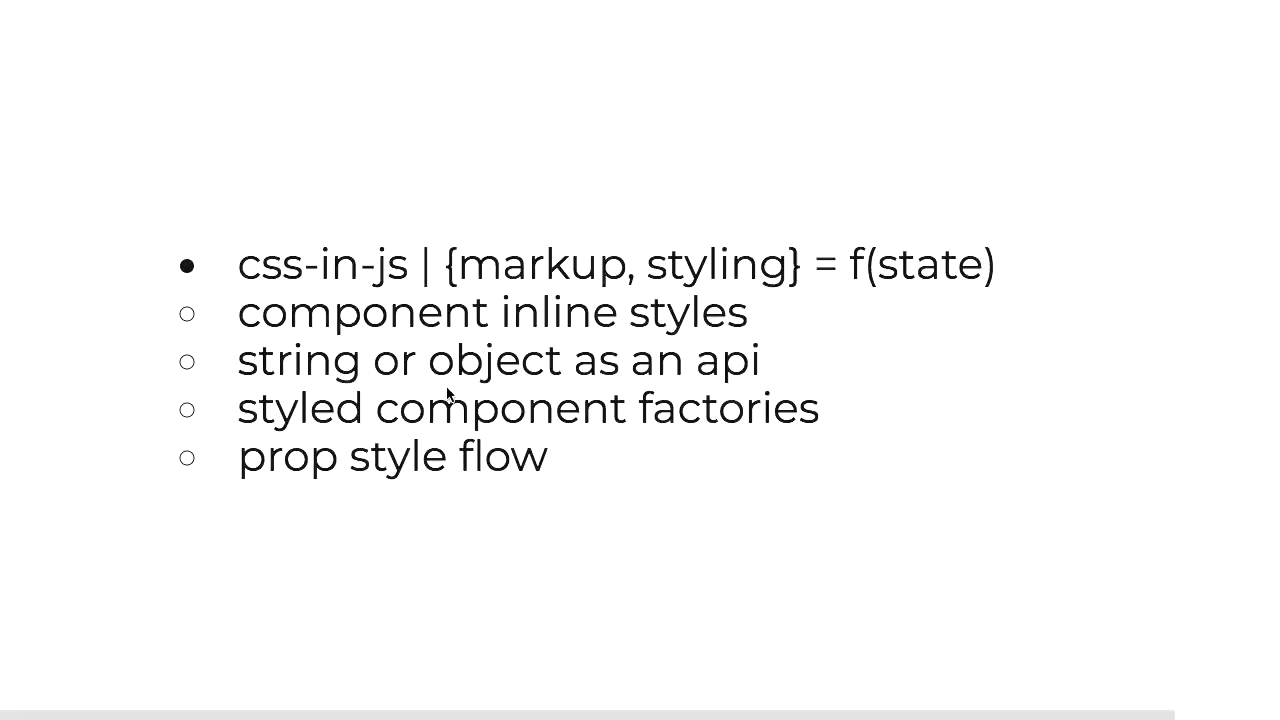 css-in-js | {markup, styling} = f(state)
component inline styles
string or object as an api
styled component factories
prop style flow